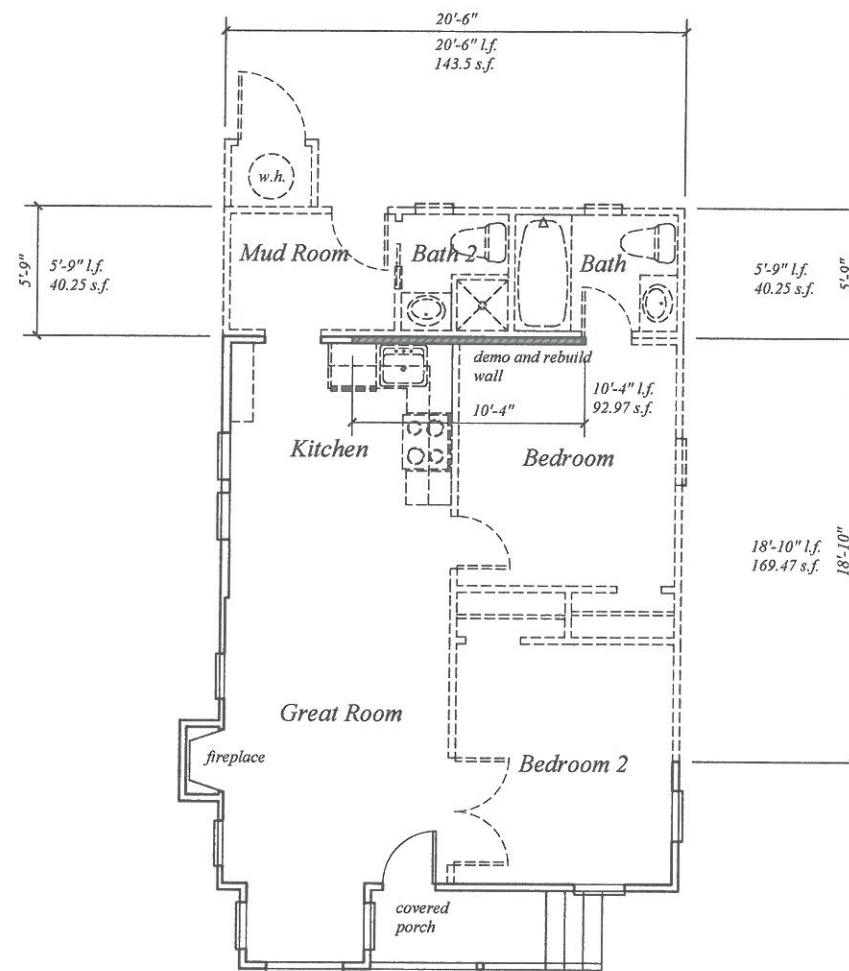 20'-6"
20'-6" l.f.
143.5 s.f.
w.h.
5'-9"
5'-9" l.f.
40.25 s.f.
Mud Room
Bath 2
Bath
5'-9" l.f.
40.25 s.f.
5'-9"
demo and rebuild
wall
10'-4" l.f.
92.97 s.f.
10'-4"
Kitchen
Bedroom
18'-10" l.f.
169.47 s.f.
18'-10"
Great Room
fireplace
Bedroom 2
covered
porch